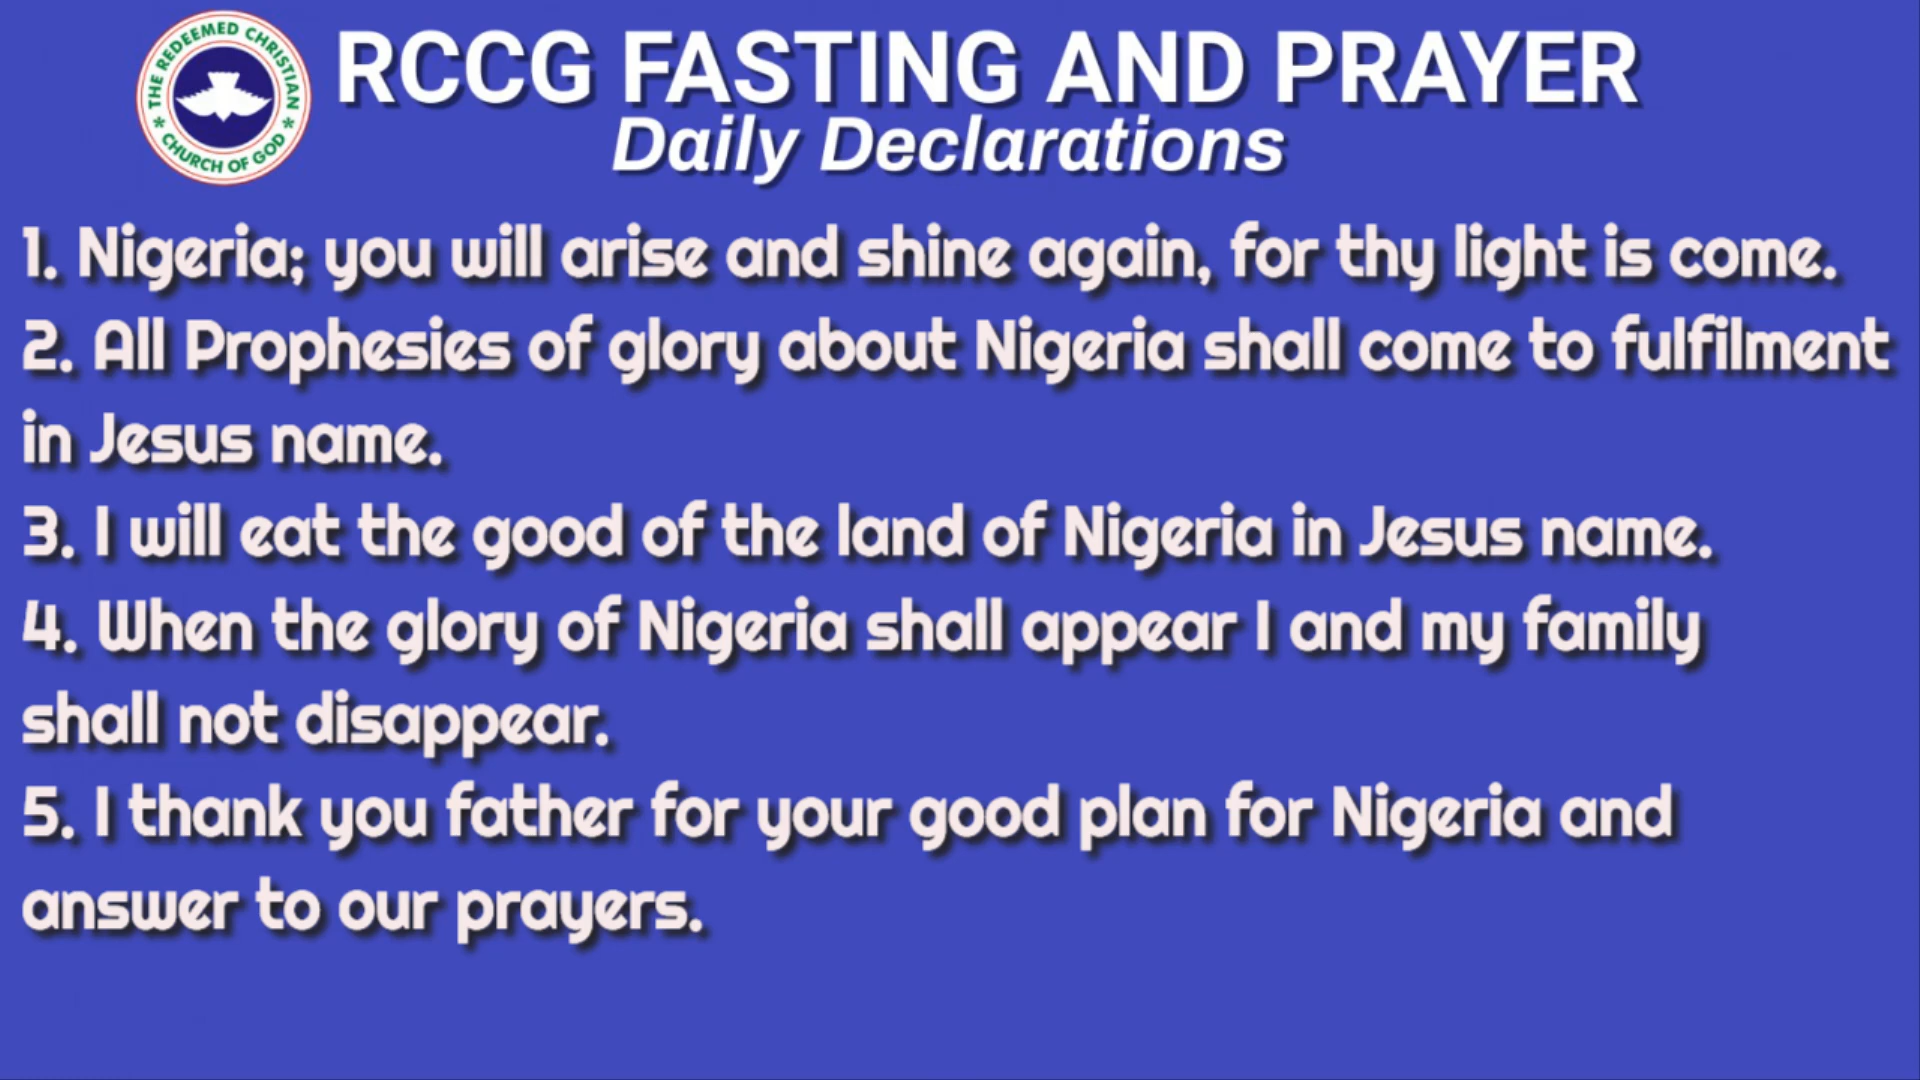 THE REDEEMED CHRISTIAN
* CHURCH OF GOD *
RCCG FASTING AND PRAYER
Daily Declarations
1. Nigeria; you will arise and shine again, for thy light is come.
2. All Prophesies of glory about Nigeria shall come to fulfilment
in Jesus name.
3. I will eat the good of the land of Nigeria in Jesus name.
4. When the glory of Nigeria shall appear I and my family
shall not disappear.
5. I thank you father for your good plan for Nigeria and
answer to our prayers.